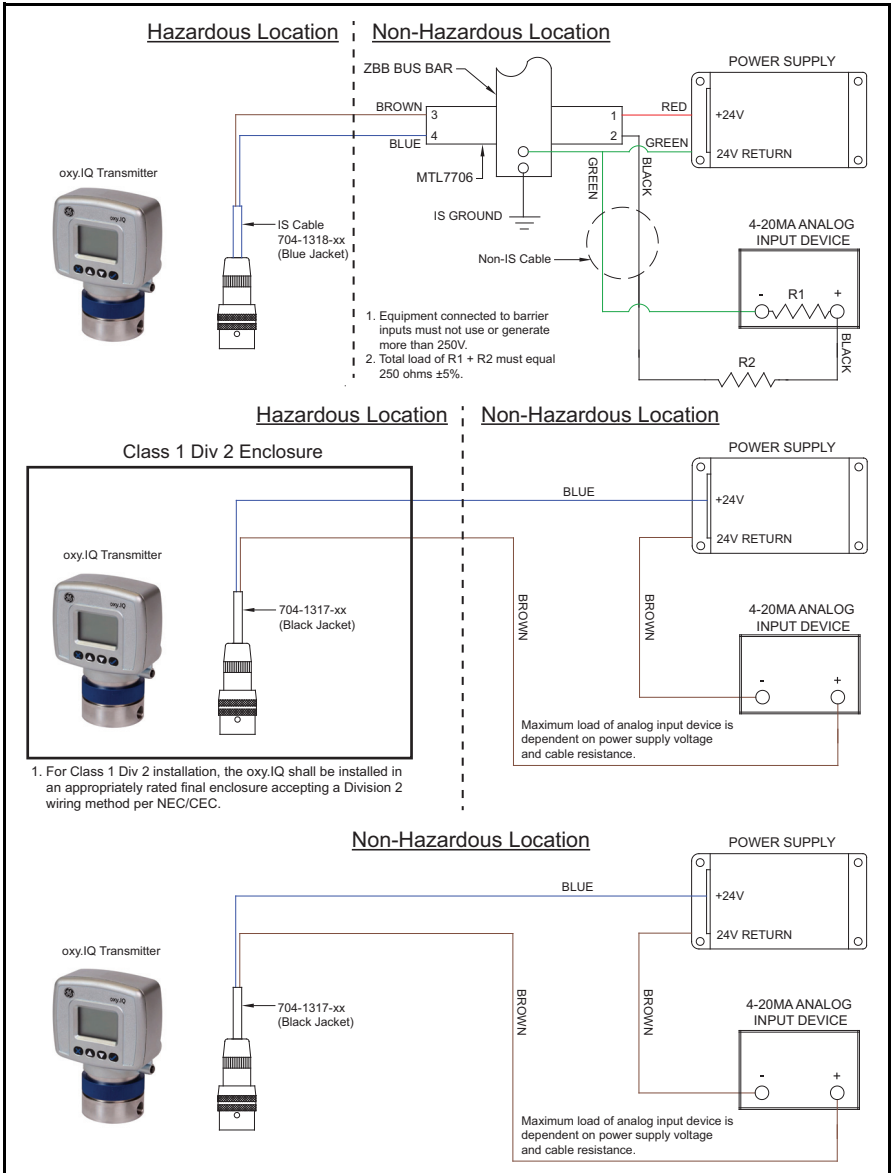 Hazardous Location
Non-Hazardous Location
ZBB BUS BAR
POWER SUPPLY
BROWN
3
1
RED
+24V
4
2
BLUE
GREEN
24V RETURN
MTL7706
GREEN
BLACK
oxy.IQ Transmitter
oxy.IQ
IS Cable
704-1318-xx
(Blue Jacket)
IS GROUND
Non-IS Cable
4-20MA ANALOG
INPUT DEVICE
-
R1
+
BLACK
R2
1. Equipment connected to barrier
inputs must not use or generate
more than 250V.
2. Total load of R1 + R2 must equal
250 ohms ±5%.
Hazardous Location
Non-Hazardous Location
Class 1 Div 2 Enclosure
POWER SUPPLY
BLUE
+24V
24V RETURN
oxy.IQ Transmitter
oxy.IQ
704-1317-xx
(Black Jacket)
BROWN
BROWN
4-20MA ANALOG
INPUT DEVICE
-
+
Maximum load of analog input device is
dependent on power supply voltage
and cable resistance.
1. For Class 1 Div 2 installation, the oxy.IQ shall be installed in
an appropriately rated final enclosure accepting a Division 2
wiring method per NEC/CEC.
Non-Hazardous Location
POWER SUPPLY
BLUE
+24V
24V RETURN
oxy.IQ Transmitter
oxy.IQ
704-1317-xx
(Black Jacket)
BROWN
BROWN
4-20MA ANALOG
INPUT DEVICE
-
+
Maximum load of analog input device is
dependent on power supply voltage
and cable resistance.